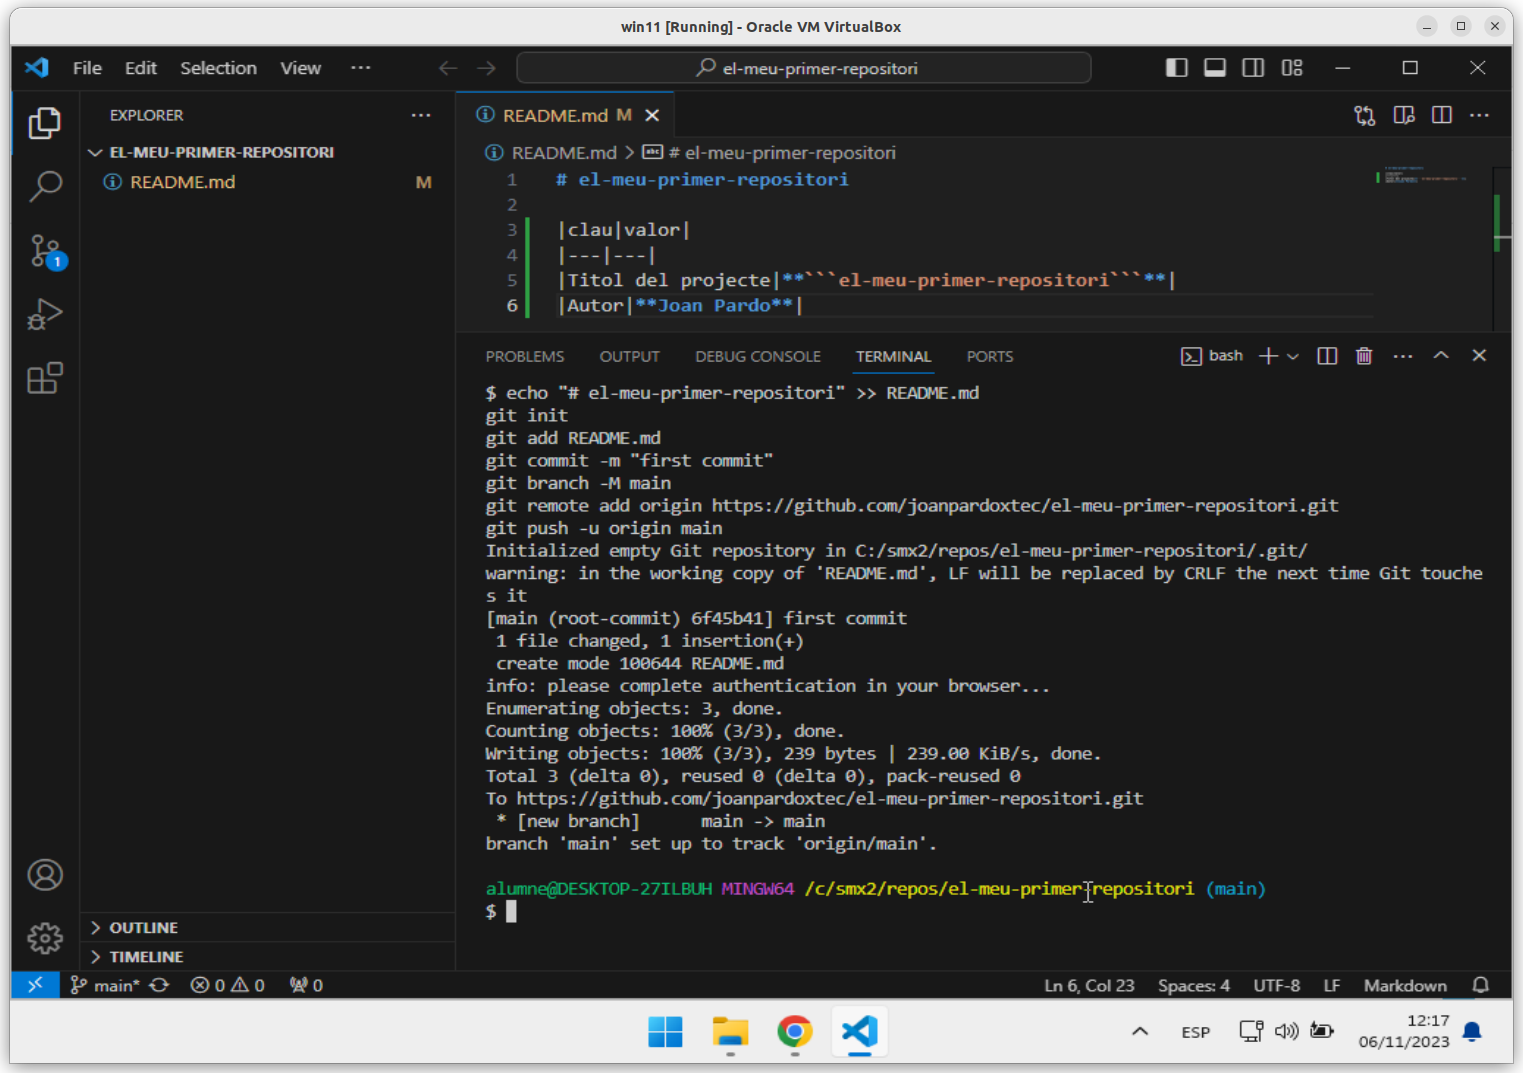 win11 [Running] - Oracle VM VirtualBox
File Edit Selection View ··· el-meu-primer-repositori
EXPLORER ···
EL-MEU-PRIMER-REPOSITORI
README.md M
1
README.md M
README.md > # el-meu-primer-repositori
1 # el-meu-primer-repositori
2
3 |clau|valor|
4 |---|---|
5 |Titol del projecte|**```el-meu-primer-repositori```**|
6 |Autor|**Joan Pardo**|
PROBLEMS OUTPUT DEBUG CONSOLE TERMINAL PORTS bash
$ echo "# el-meu-primer-repositori" >> README.md
git init
git add README.md
git commit -m "first commit"
git branch -M main
git remote add origin https://github.com/joanpardoxtec/el-meu-primer-repositori.git
git push -u origin main
Initialized empty Git repository in C:/smx2/repos/el-meu-primer-repositori/.git/
warning: in the working copy of 'README.md', LF will be replaced by CRLF the next time Git touche
s it
[main (root-commit) 6f45b41] first commit
 1 file changed, 1 insertion(+)
 create mode 100644 README.md
info: please complete authentication in your browser...
Enumerating objects: 3, done.
Counting objects: 100% (3/3), done.
Writing objects: 100% (3/3), 239 bytes | 239.00 KiB/s, done.
Total 3 (delta 0), reused 0 (delta 0), pack-reused 0
To https://github.com/joanpardoxtec/el-meu-primer-repositori.git
 * [new branch]      main -> main
branch 'main' set up to track 'origin/main'.
alumne@DESKTOP-27ILBUH MINGW64 /c/smx2/repos/el-meu-primer-repositori (main)
$
OUTLINE
TIMELINE
main* 0 0 0 Ln 6, Col 23 Spaces: 4 UTF-8 LF Markdown
ESP 12:17
06/11/2023